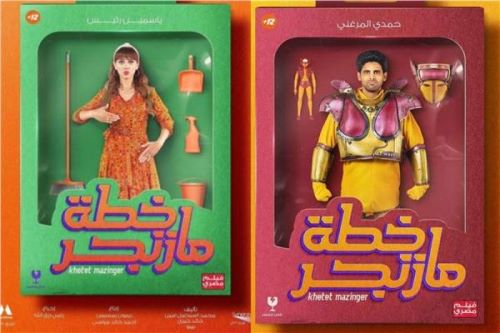 +12
ياسمين رئيس
خطة
مازنجر
khetet mazinger
فيلم
مصري
+12
حمدي المرغني
خطة
مازنجر
khetet mazinger
فيلم
مصري